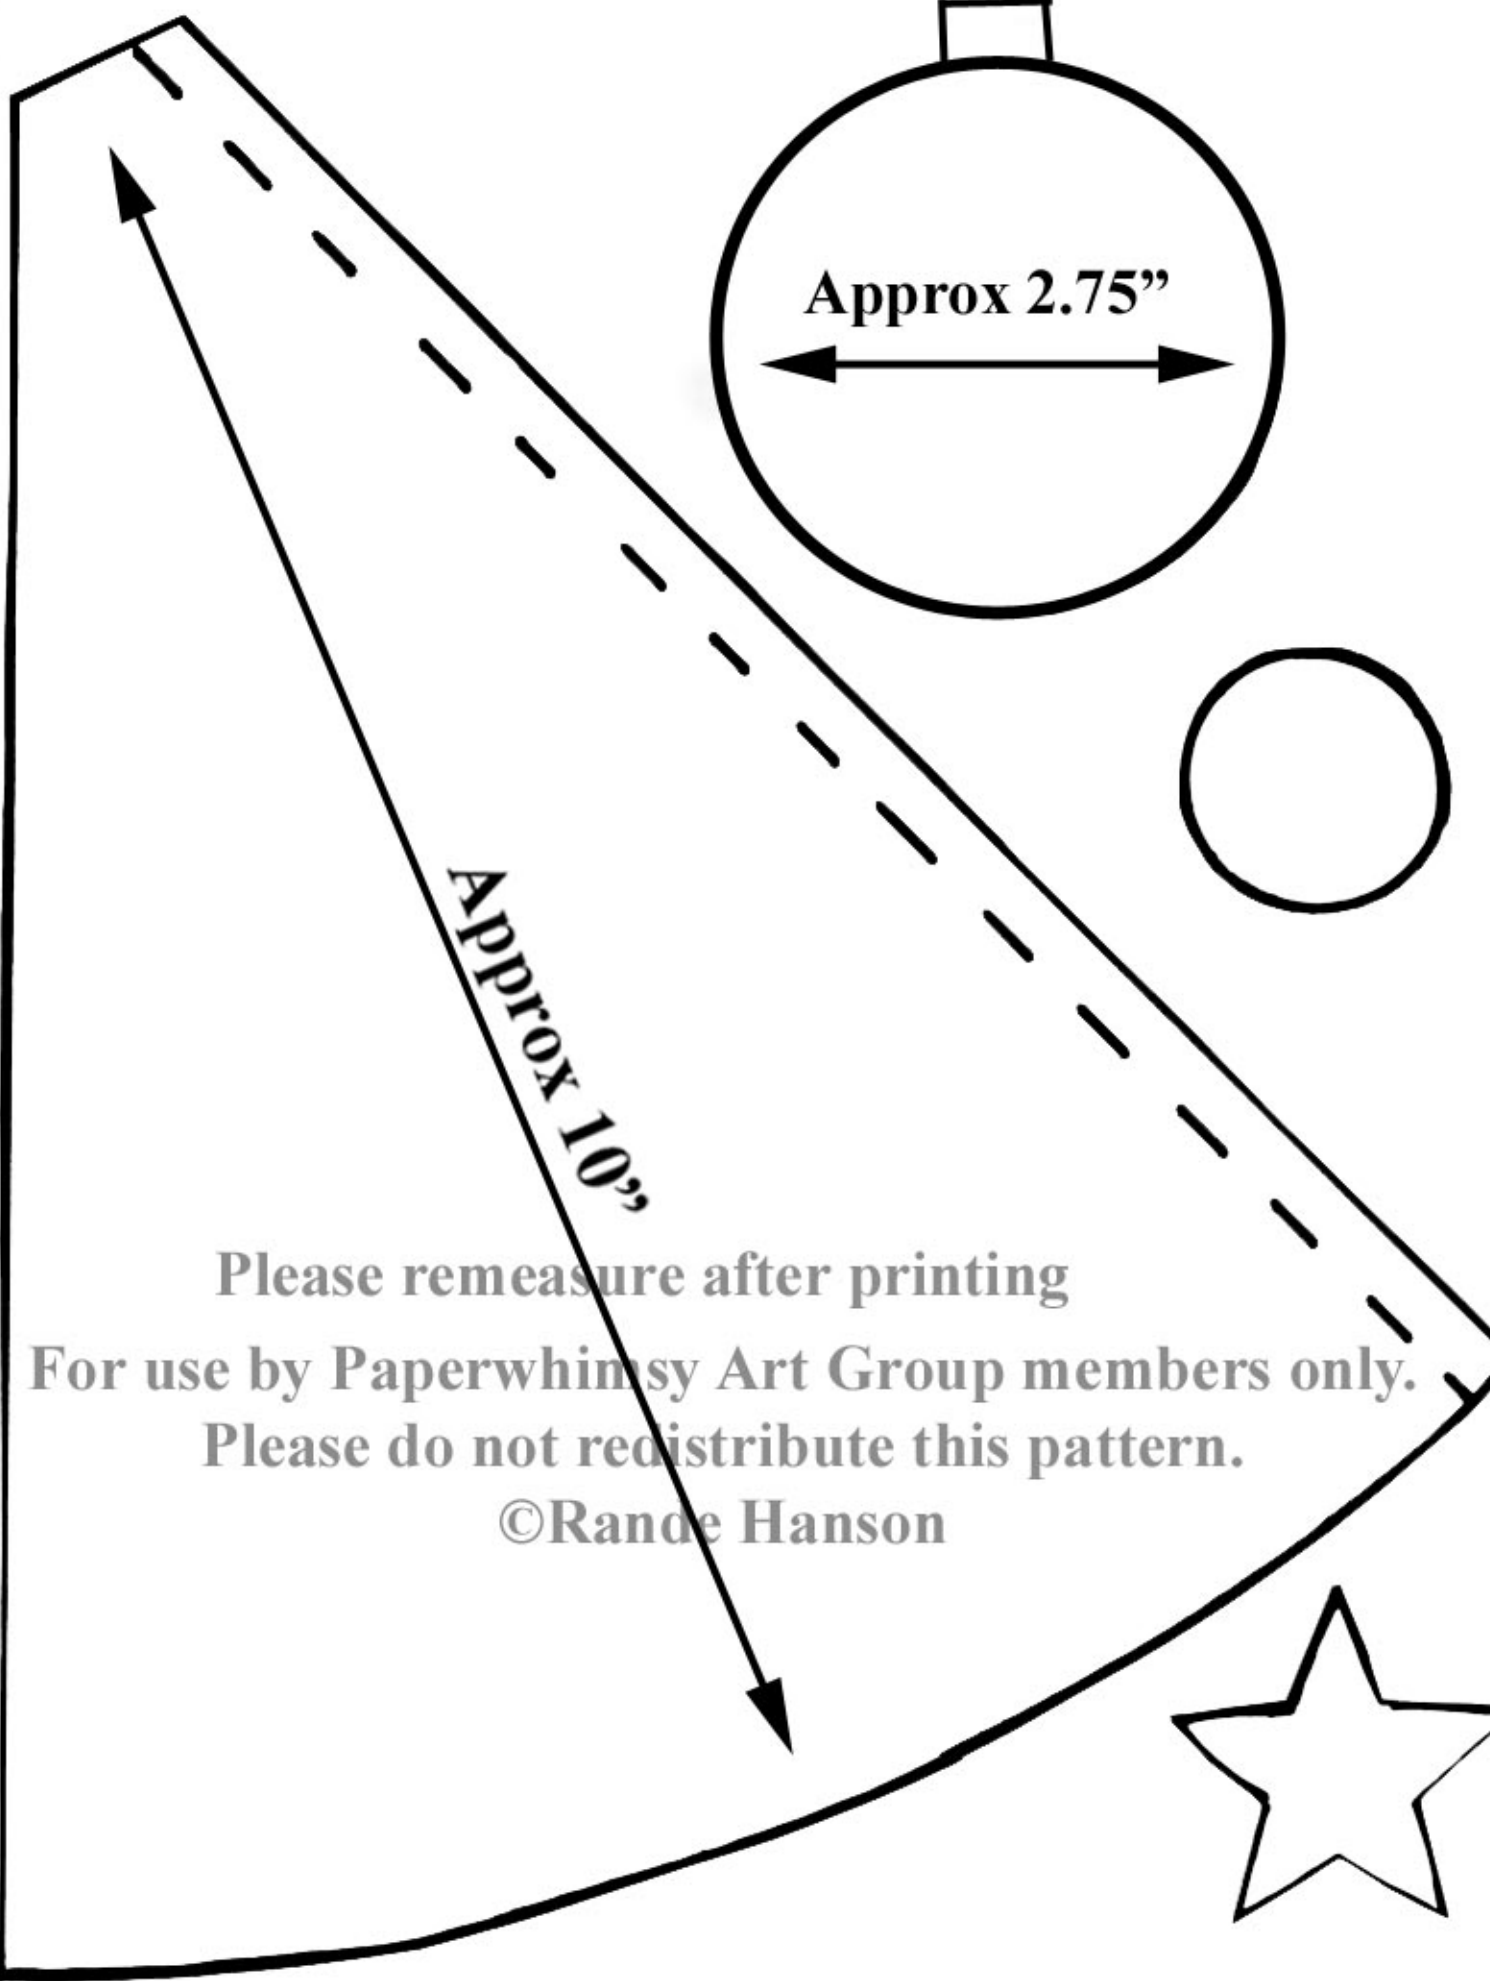 Approx 2.75”
Approx 10”
Please remeasure after printing
For use by Paperwhimsy Art Group members only.
Please do not redistribute this pattern.
©Rande Hanson